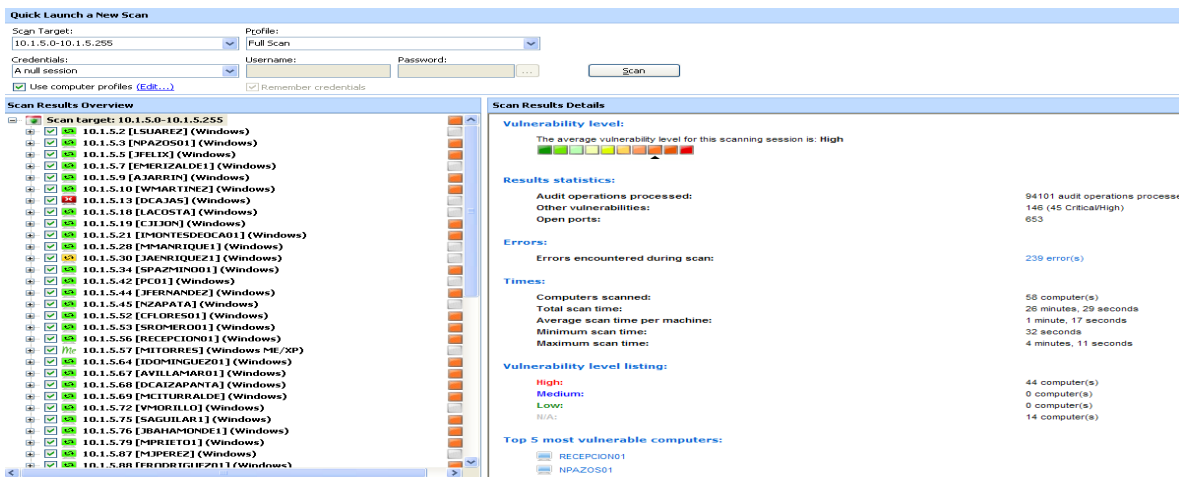 Quick Launch a New Scan
Scan Target: Profile:
10.1.5.0-10.1.5.255 Full Scan
Credentials: Username: Password:
A null session ... Scan
Use computer profiles (Edit...) Remember credentials
Scan Results Overview
Scan target: 10.1.5.0-10.1.5.255
10.1.5.2 [LSUAREZ] (Windows)
10.1.5.3 [NPAZOS01] (Windows)
10.1.5.5 [JFELIX] (Windows)
10.1.5.7 [EMERIZALDE1] (Windows)
10.1.5.9 [AJARRIN] (Windows)
10.1.5.10 [WMARTINEZ] (Windows)
10.1.5.13 [DCAJAS] (Windows)
10.1.5.18 [LACOSTA] (Windows)
10.1.5.19 [CJIJON] (Windows)
10.1.5.21 [IMONTESDEOCA01] (Windows)
10.1.5.28 [MMANRIQUE1] (Windows)
10.1.5.30 [JAENRIQUEZ1] (Windows)
10.1.5.34 [SPAZMINO01] (Windows)
10.1.5.42 [PC01] (Windows)
10.1.5.44 [JFERNANDEZ] (Windows)
10.1.5.45 [NZAPATA] (Windows)
10.1.5.52 [CFLORES01] (Windows)
10.1.5.53 [SROMERO01] (Windows)
10.1.5.56 [RECEPCION01] (Windows)
Me 10.1.5.57 [MITORRES] (Windows ME/XP)
10.1.5.64 [IDOMINGUEZ01] (Windows)
10.1.5.67 [AVILLAMAR01] (Windows)
10.1.5.68 [DCAIZAPANTA] (Windows)
10.1.5.69 [MCITURRALDE] (Windows)
10.1.5.72 [VMORILLO] (Windows)
10.1.5.75 [SAGUILAR1] (Windows)
10.1.5.76 [JBAHAMONDE1] (Windows)
10.1.5.79 [MPRIETO1] (Windows)
10.1.5.87 [MJPEREZ] (Windows)
10.1.5.88 [FRODRIGUEZ01] (Windows)
Scan Results Details
Vulnerability level:
The average vulnerability level for this scanning session is: High
Results statistics:
Audit operations processed: 94101 audit operations processe
Other vulnerabilities: 146 (45 Critical/High)
Open ports: 653
Errors:
Errors encountered during scan: 239 error(s)
Times:
Computers scanned: 58 computer(s)
Total scan time: 26 minutes, 29 seconds
Average scan time per machine: 1 minute, 17 seconds
Minimum scan time: 32 seconds
Maximum scan time: 4 minutes, 11 seconds
Vulnerability level listing:
High: 44 computer(s)
Medium: 0 computer(s)
Low: 0 computer(s)
N/A: 14 computer(s)
Top 5 most vulnerable computers:
RECEPCION01
NPAZOS01